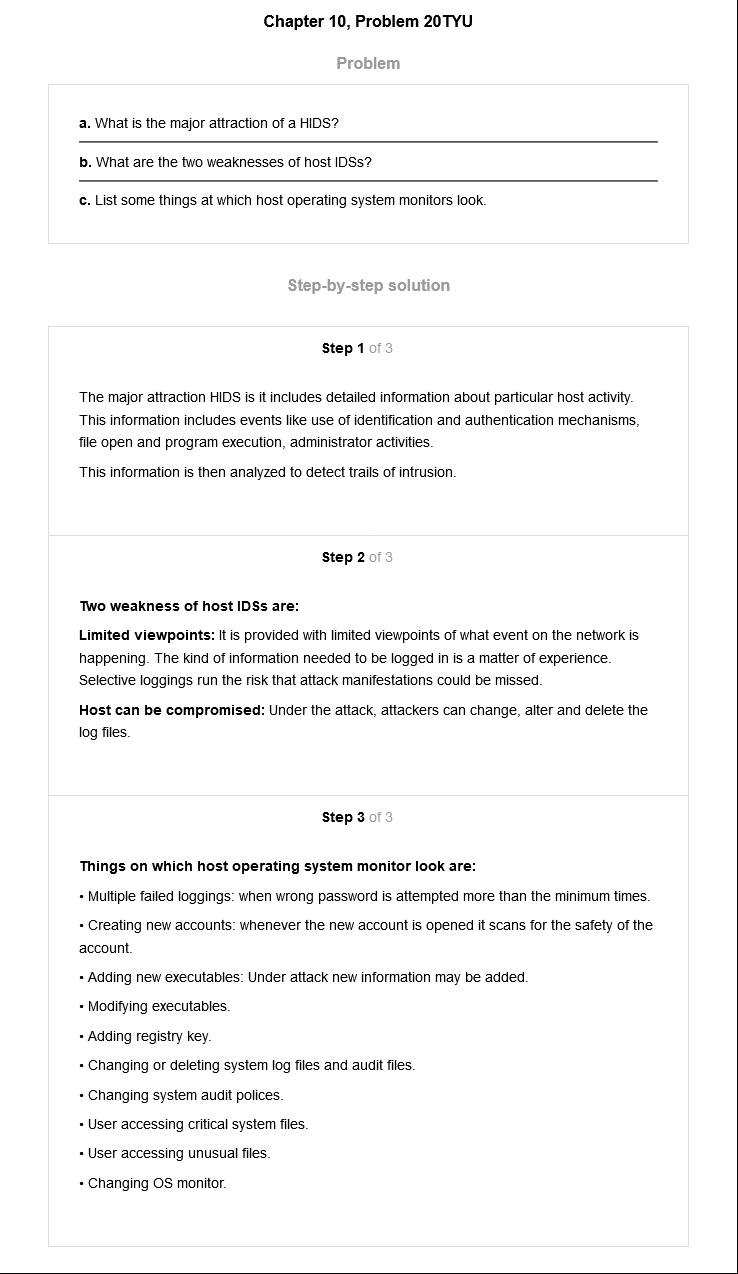 Chapter 10, Problem 20TYU
Problem
a. What is the major attraction of a HIDS?
b. What are the two weaknesses of host IDSs?
c. List some things at which host operating system monitors look.
Step-by-step solution
Step 1 of 3
The major attraction HIDS is it includes detailed information about particular host activity.
This information includes events like use of identification and authentication mechanisms,
file open and program execution, administrator activities.
This information is then analyzed to detect trails of intrusion.
Step 2 of 3
Two weakness of host IDSs are:
Limited viewpoints: It is provided with limited viewpoints of what event on the network is
happening. The kind of information needed to be logged in is a matter of experience.
Selective loggings run the risk that attack manifestations could be missed.
Host can be compromised: Under the attack, attackers can change, alter and delete the
log files.
Step 3 of 3
Things on which host operating system monitor look are:
• Multiple failed loggings: when wrong password is attempted more than the minimum times.
• Creating new accounts: whenever the new account is opened it scans for the safety of the
account.
• Adding new executables: Under attack new information may be added.
• Modifying executables.
• Adding registry key.
• Changing or deleting system log files and audit files.
• Changing system audit polices.
• User accessing critical system files.
• User accessing unusual files.
• Changing OS monitor.